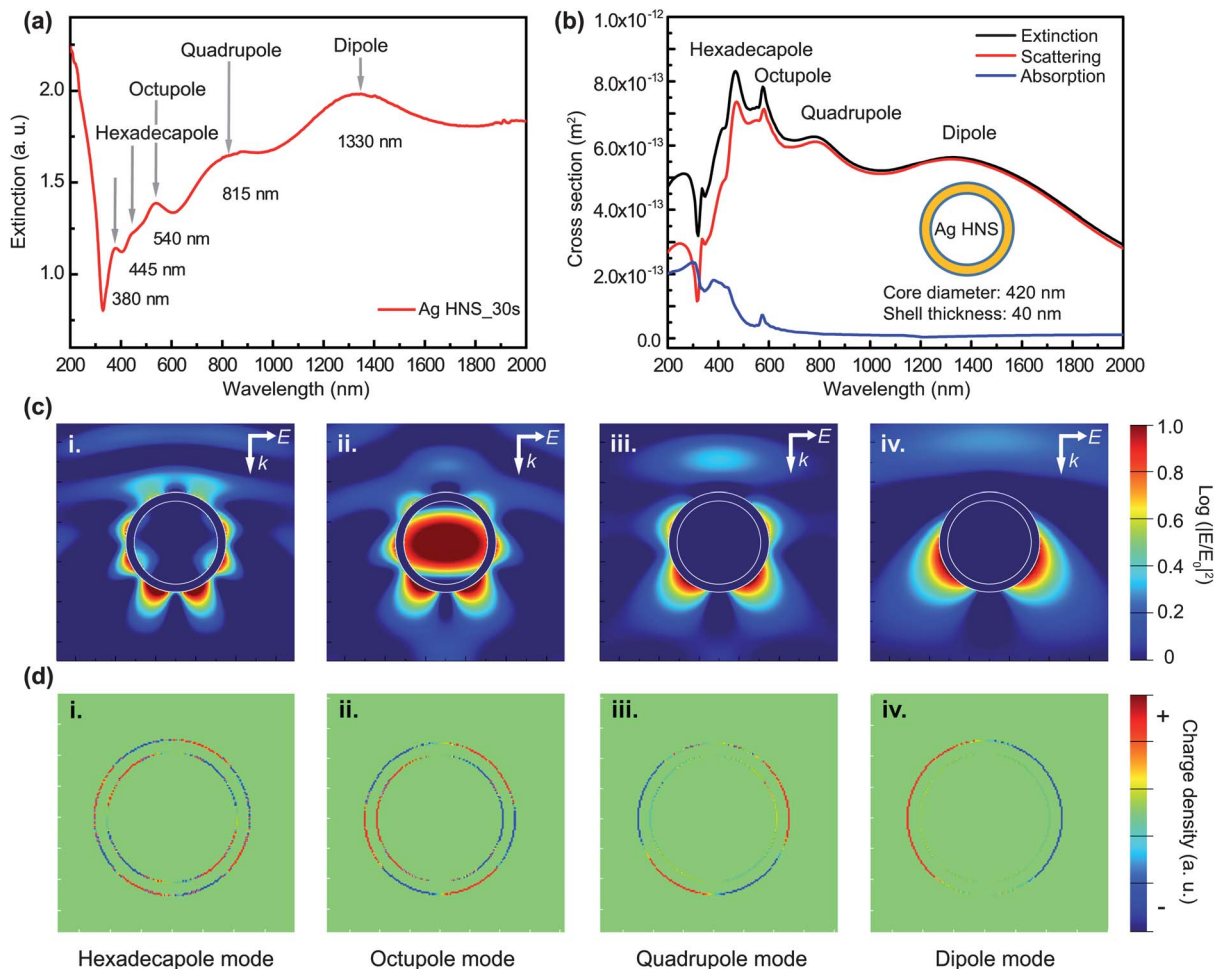 (a)
Extinction (a. u.)
2.0
1.5
1.0
Hexadecapole
Octupole
Quadrupole
Dipole
380 nm
445 nm
540 nm
815 nm
1330 nm
Ag HNS_30s
200 400 600 800 1000 1200 1400 1600 1800 2000
Wavelength (nm)
(b)
Cross section (m²)
1.0x10⁻¹²
8.0x10⁻¹³
6.0x10⁻¹³
4.0x10⁻¹³
2.0x10⁻¹³
0.0
Hexadecapole
Octupole
Quadrupole
Dipole
Extinction
Scattering
Absorption
Ag HNS
Core diameter: 420 nm
Shell thickness: 40 nm
200 400 600 800 1000 1200 1400 1600 1800 2000
Wavelength (nm)
(c)
i.
E
k
ii.
E
k
iii.
E
k
iv.
E
k
1.0
0.8
0.6
0.4
0.2
0
Log (|E/E₀|²)
(d)
i.
ii.
iii.
iv.
+
-
Charge density (a. u.)
Hexadecapole mode
Octupole mode
Quadrupole mode
Dipole mode